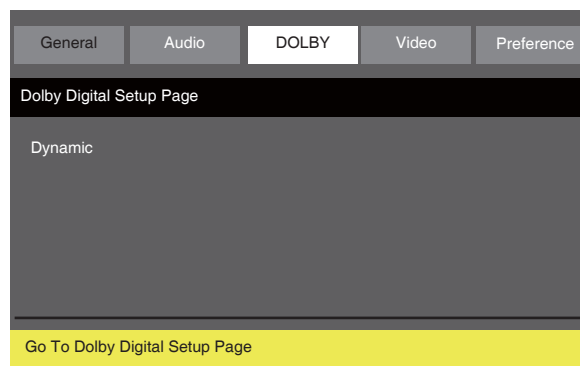 General Audio DOLBY Video Preference
Dolby Digital Setup Page
Dynamic
Go To Dolby Digital Setup Page